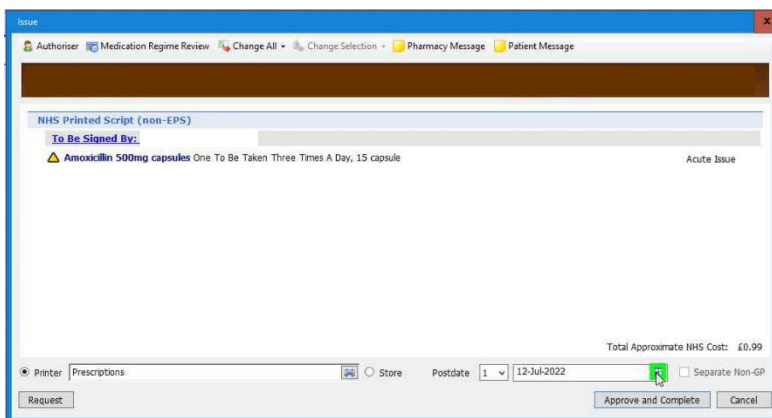 Issue
Authoriser Medication Regime Review Change All Change Selection Pharmacy Message Patient Message
NHS Printed Script (non-EPS)
To Be Signed By:
Amoxicillin 500mg capsules One To Be Taken Three Times A Day, 15 capsule Acute Issue
Total Approximate NHS Cost: £0.99
Printer Prescriptions Store Postdate 1 12-Jul-2022 Separate Non-GP
Request Approve and Complete Cancel